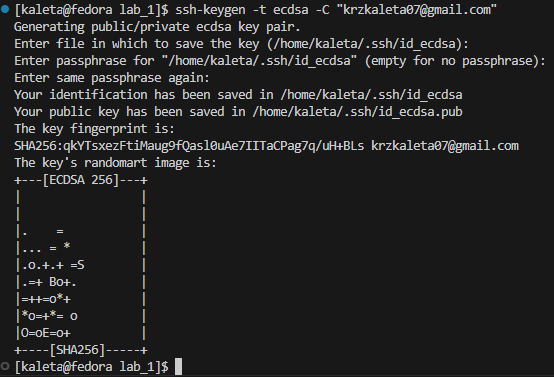 [kaleta@fedora lab_1]$ ssh-keygen -t ecdsa -C "krzkaleta07@gmail.com"
Generating public/private ecdsa key pair.
Enter file in which to save the key (/home/kaleta/.ssh/id_ecdsa):
Enter passphrase for "/home/kaleta/.ssh/id_ecdsa" (empty for no passphrase):
Enter same passphrase again:
Your identification has been saved in /home/kaleta/.ssh/id_ecdsa
Your public key has been saved in /home/kaleta/.ssh/id_ecdsa.pub
The key fingerprint is:
SHA256:qkYTsxezFtiMaug9fQasl0uAe7IITaCPag7q/uH+BLs krzkaleta07@gmail.com
The key's randomart image is:
+---[ECDSA 256]---+
|                 |
|                 |
|.    =           |
|... = *          |
|.o.+.+ =S        |
|.=+ Bo+.         |
|=++=o*+          |
|*o=+*= o         |
|O=oE=o+          |
+----[SHA256]-----+
[kaleta@fedora lab_1]$